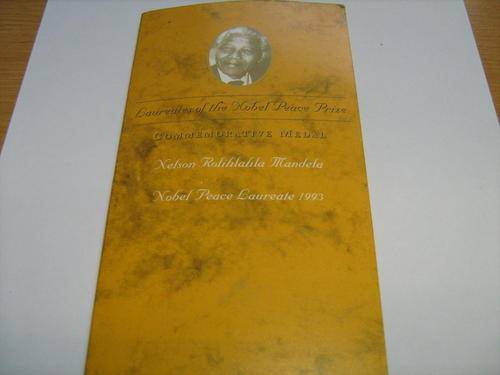 Laureates of the Nobel Peace Prize
COMMEMORATIVE MEDAL
Nelson Rolihlahla Mandela
Nobel Peace Laureate 1993